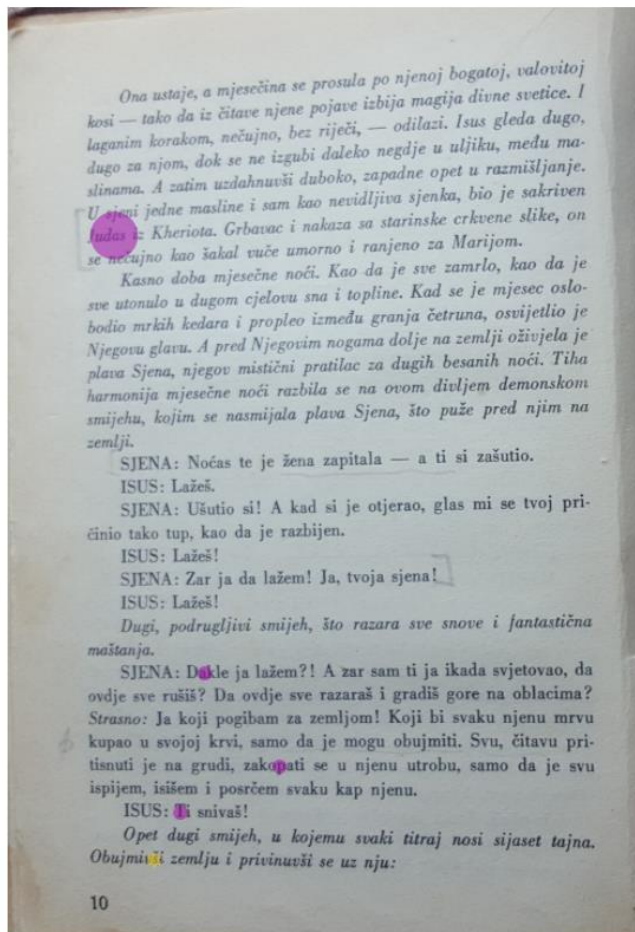 Ona ustaje, a mjesečina se prosula po njenoj bogatoj, valovitoj
kosi — tako da iz čitave njene pojave izbija magija divne svetice. I
laganim korakom, nečujno, bez riječi, — odilazi. Isus gleda dugo,
dugo za njom, dok se ne izgubi daleko negdje u uljiku, među ma-
slinama. A zatim uzdahnuvši duboko, zapadne opet u razmišljanje.
U sjeni jedne masline i sam kao nevidljiva sjenka, bio je sakriven
Judas iz Kheriota. Grbavac i nakaza sa starinske crkvene slike, on
se nečujno kao šakal vuče umorno i ranjeno za Marijom.
Kasno doba mjesečne noći. Kao da je sve zamrlo, kao da je
sve utonulo u dugom cjelovu sna i topline. Kad se je mjesec oslo-
bodio mrkih kedara i propleo između granja četruna, osvijetlio je
Njegovu glavu. A pred Njegovim nogama dolje na zemlji oživjela je
plava Sjena, njegov mistični pratilac za dugih besanih noći. Tiha
harmonija mjesečne noći razbila se na ovom divljem demonskom
smijehu, kojim se nasmijala plava Sjena, što puže pred njim na
zemlji.
SJENA: Noćas te je žena zapitala — a ti si zašutio.
ISUS: Lažeš.
SJENA: Ušutio si! A kad si je otjerao, glas mi se tvoj pri-
činio tako tup, kao da je razbijen.
ISUS: Lažeš!
SJENA: Zar ja da lažem! Ja, tvoja sjena!
ISUS: Lažeš!
Dugi, podrugljivi smijeh, što razara sve snove i fantastična
maštanja.
SJENA: Dakle ja lažem?! A zar sam ti ja ikada svjetovao, da
ovdje sve rušiš? Da ovdje sve razaraš i gradiš gore na oblacima?
Strasno: Ja koji pogibam za zemljom! Koji bi svaku njenu mrvu
kupao u svojoj krvi, samo da je mogu obujmiti. Svu, čitavu pri-
tisnuti je na grudi, zakopati se u njenu utrobu, samo da je svu
ispijem, isišem i posrčem svaku kap njenu.
ISUS: Ti snivaš!
Opet dugi smijeh, u kojemu svaki titraj nosi sijaset tajna.
Obujmivši zemlju i privinuvši se uz nju:
10